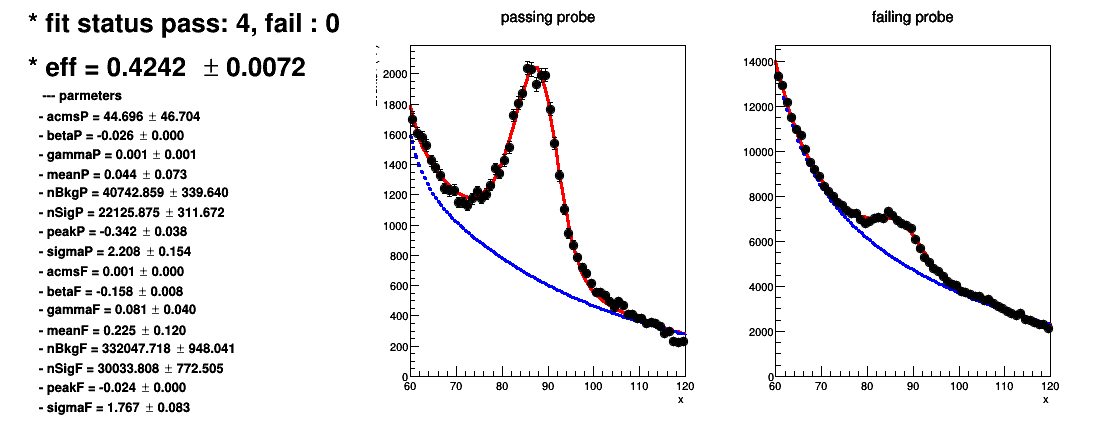 * fit status pass: 4, fail : 0
* eff = 0.4242 ± 0.0072
--- parmeters
- acmsP = 44.696 ± 46.704
- betaP = -0.026 ± 0.000
- gammaP = 0.001 ± 0.001
- meanP = 0.044 ± 0.073
- nBkgP = 40742.859 ± 339.640
- nSigP = 22125.875 ± 311.672
- peakP = -0.342 ± 0.038
- sigmaP = 2.208 ± 0.154
- acmsF = 0.001 ± 0.000
- betaF = -0.158 ± 0.008
- gammaF = 0.081 ± 0.040
- meanF = 0.225 ± 0.120
- nBkgF = 332047.718 ± 948.041
- nSigF = 30033.808 ± 772.505
- peakF = -0.024 ± 0.000
- sigmaF = 1.767 ± 0.083
passing probe
2000
1800
1600
1400
1200
1000
800
600
400
200
0
60 70 80 90 100 110 120
x
failing probe
14000
12000
10000
8000
6000
4000
2000
0
60 70 80 90 100 110 120
x